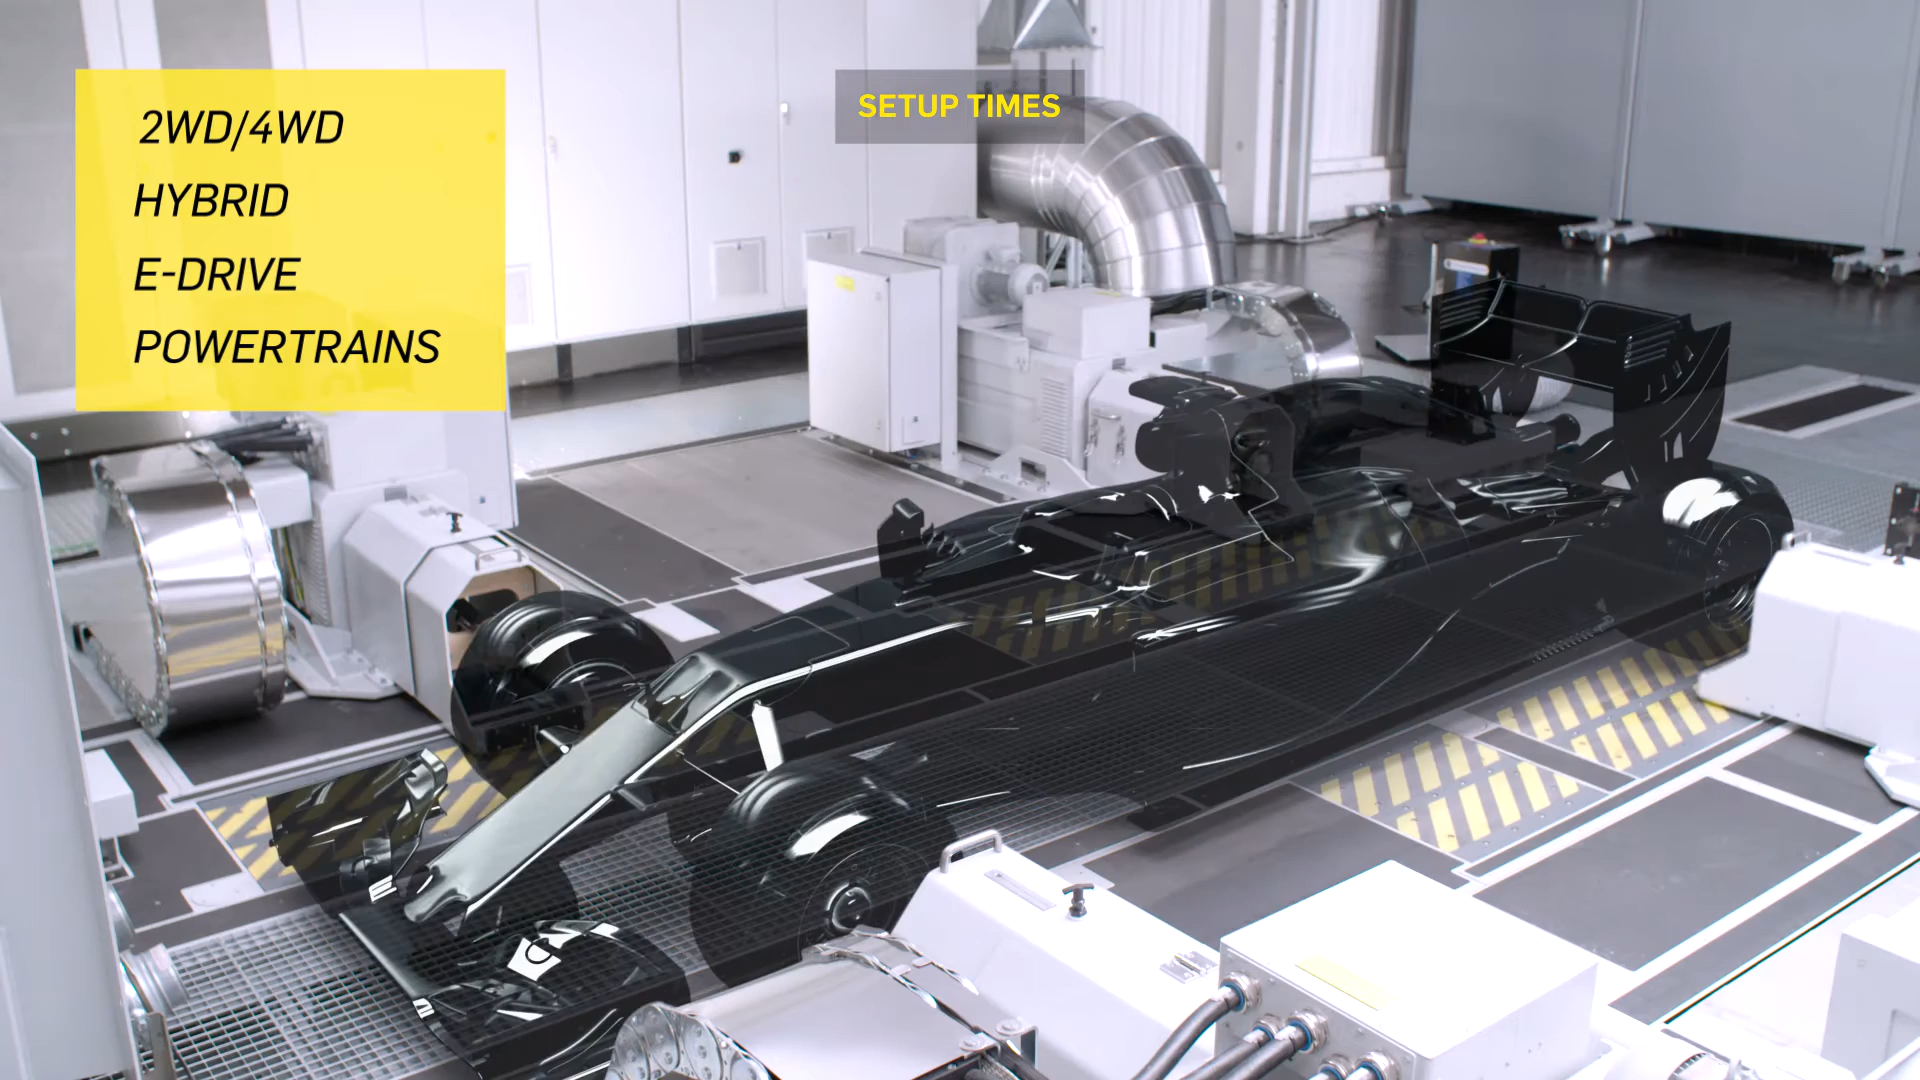 2WD/4WD
HYBRID
E-DRIVE
POWERTRAINS
SETUP TIMES